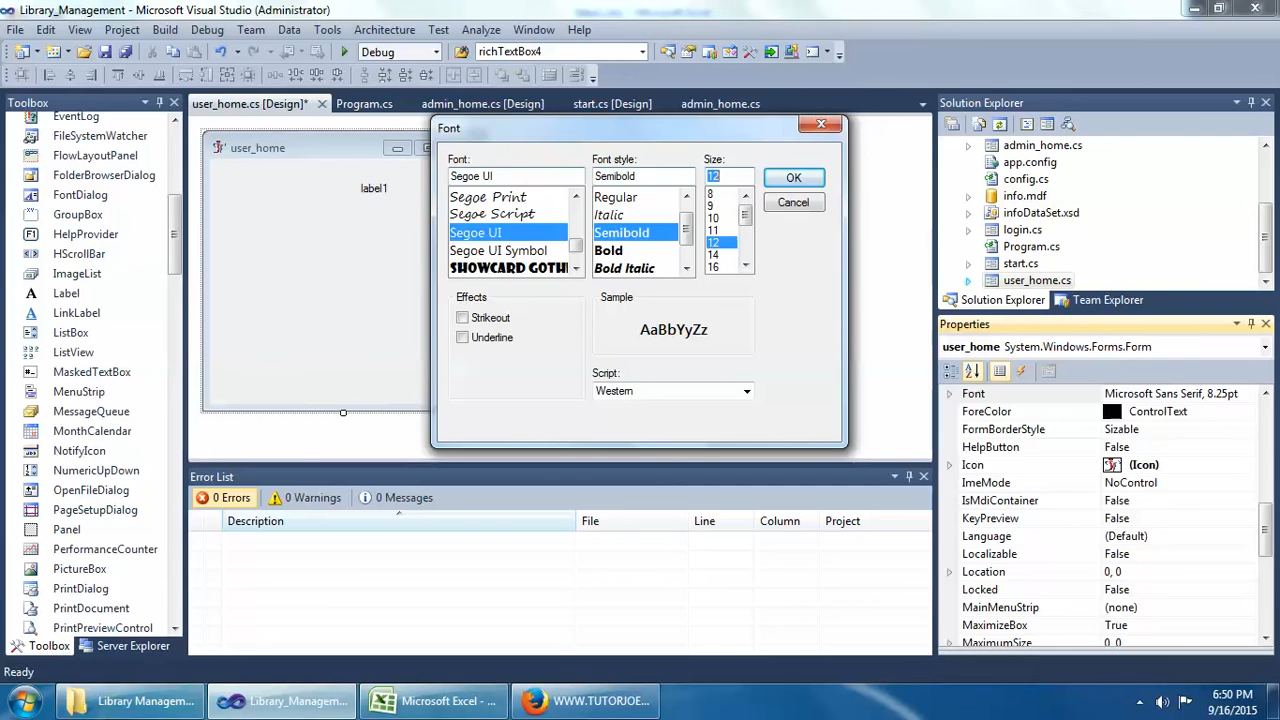 Library_Management - Microsoft Visual Studio (Administrator)
File Edit View Project Build Debug Team Data Tools Architecture Test Analyze Window Help
Debug richTextBox4
Toolbox
EventLog
FileSystemWatcher
FlowLayoutPanel
FolderBrowserDialog
FontDialog
GroupBox
HelpProvider
HScrollBar
ImageList
Label
LinkLabel
ListBox
ListView
MaskedTextBox
MenuStrip
MessageQueue
MonthCalendar
NotifyIcon
NumericUpDown
OpenFileDialog
PageSetupDialog
Panel
PerformanceCounter
PictureBox
PrintDialog
PrintDocument
PrintPreviewControl
Toolbox Server Explorer
user_home.cs [Design]* Program.cs admin_home.cs [Design] start.cs [Design] admin_home.cs
user_home
label1
Font
Font: Font style: Size:
Segoe UI Semibold 12
Segoe Print
Segoe Script
Segoe UI
Segoe UI Symbol
SHOWCARD GOTHI
Regular
Italic
Semibold
Bold
Bold Italic
8
9
10
11
12
14
16
OK
Cancel
Effects
Strikeout
Underline
Sample
AaBbYyZz
Script:
Western
Error List
0 Errors 0 Warnings 0 Messages
Description File Line Column Project
Solution Explorer
admin_home.cs
app.config
config.cs
info.mdf
infoDataSet.xsd
login.cs
Program.cs
start.cs
user_home.cs
Solution Explorer Team Explorer
Properties
user_home System.Windows.Forms.Form
Font Microsoft Sans Serif, 8.25pt
ForeColor ControlText
FormBorderStyle Sizable
HelpButton False
Icon (Icon)
ImeMode NoControl
IsMdiContainer False
KeyPreview False
Language (Default)
Localizable False
Location 0, 0
Locked False
MainMenuStrip (none)
MaximizeBox True
MaximumSize 0, 0
Ready
Library Managem... Library_Managem... Microsoft Excel - ... WWW.TUTORJOE...
6:50 PM
9/16/2015